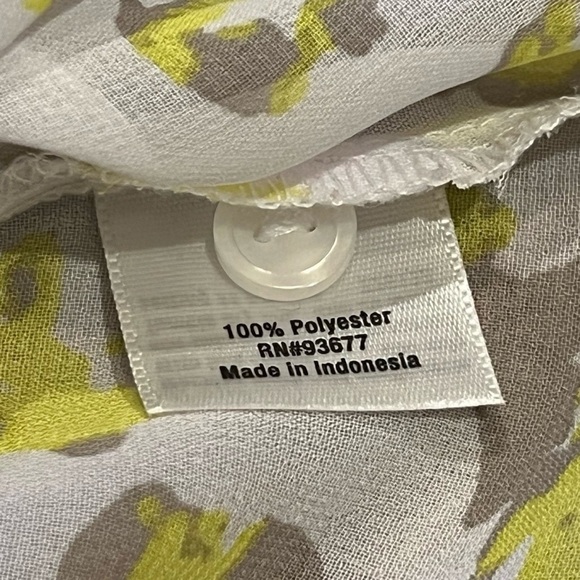 100% Polyester
RN#93677
Made in Indonesia